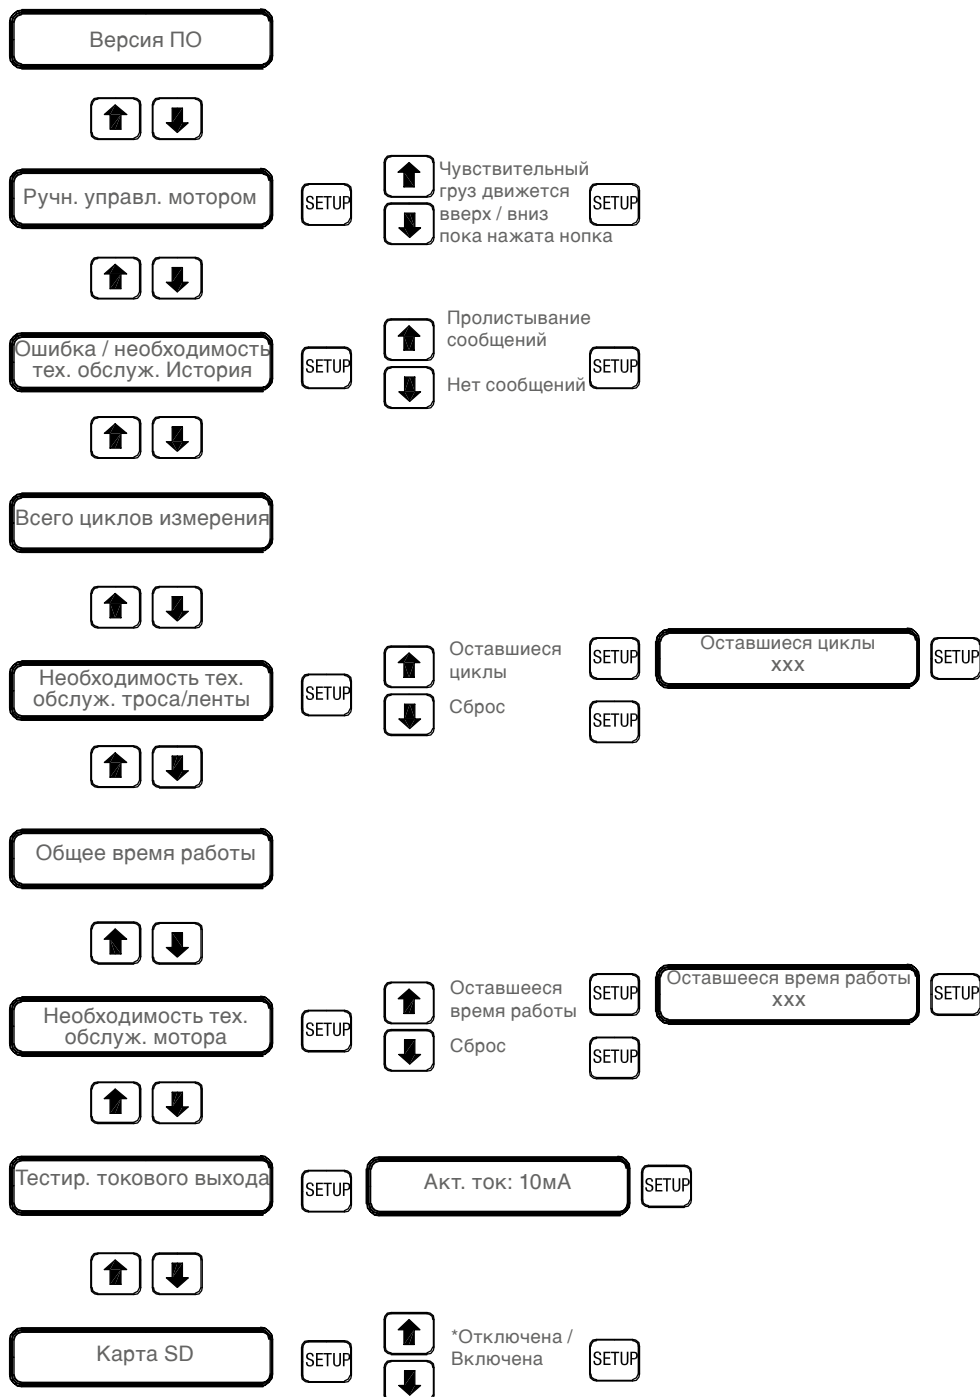 Версия ПО
Ручн. управл. мотором
SETUP
Чувствительный
груз движется
вверх / вниз
пока нажата нопка
SETUP
Ошибка / необходимость
тех. обслуж. История
SETUP
Пролистывание
сообщений
Нет сообщений
SETUP
Всего циклов измерения
Необходимость тех.
обслуж. троса/ленты
SETUP
Оставшиеся
циклы
SETUP
Оставшиеся циклы
xxx
SETUP
Сброс
SETUP
Общее время работы
Необходимость тех.
обслуж. мотора
SETUP
Оставшееся
время работы
SETUP
Оставшееся время работы
xxx
SETUP
Сброс
SETUP
Тестир. токового выхода
SETUP
Акт. ток: 10мА
SETUP
Карта SD
SETUP
*Отключена /
Включена
SETUP